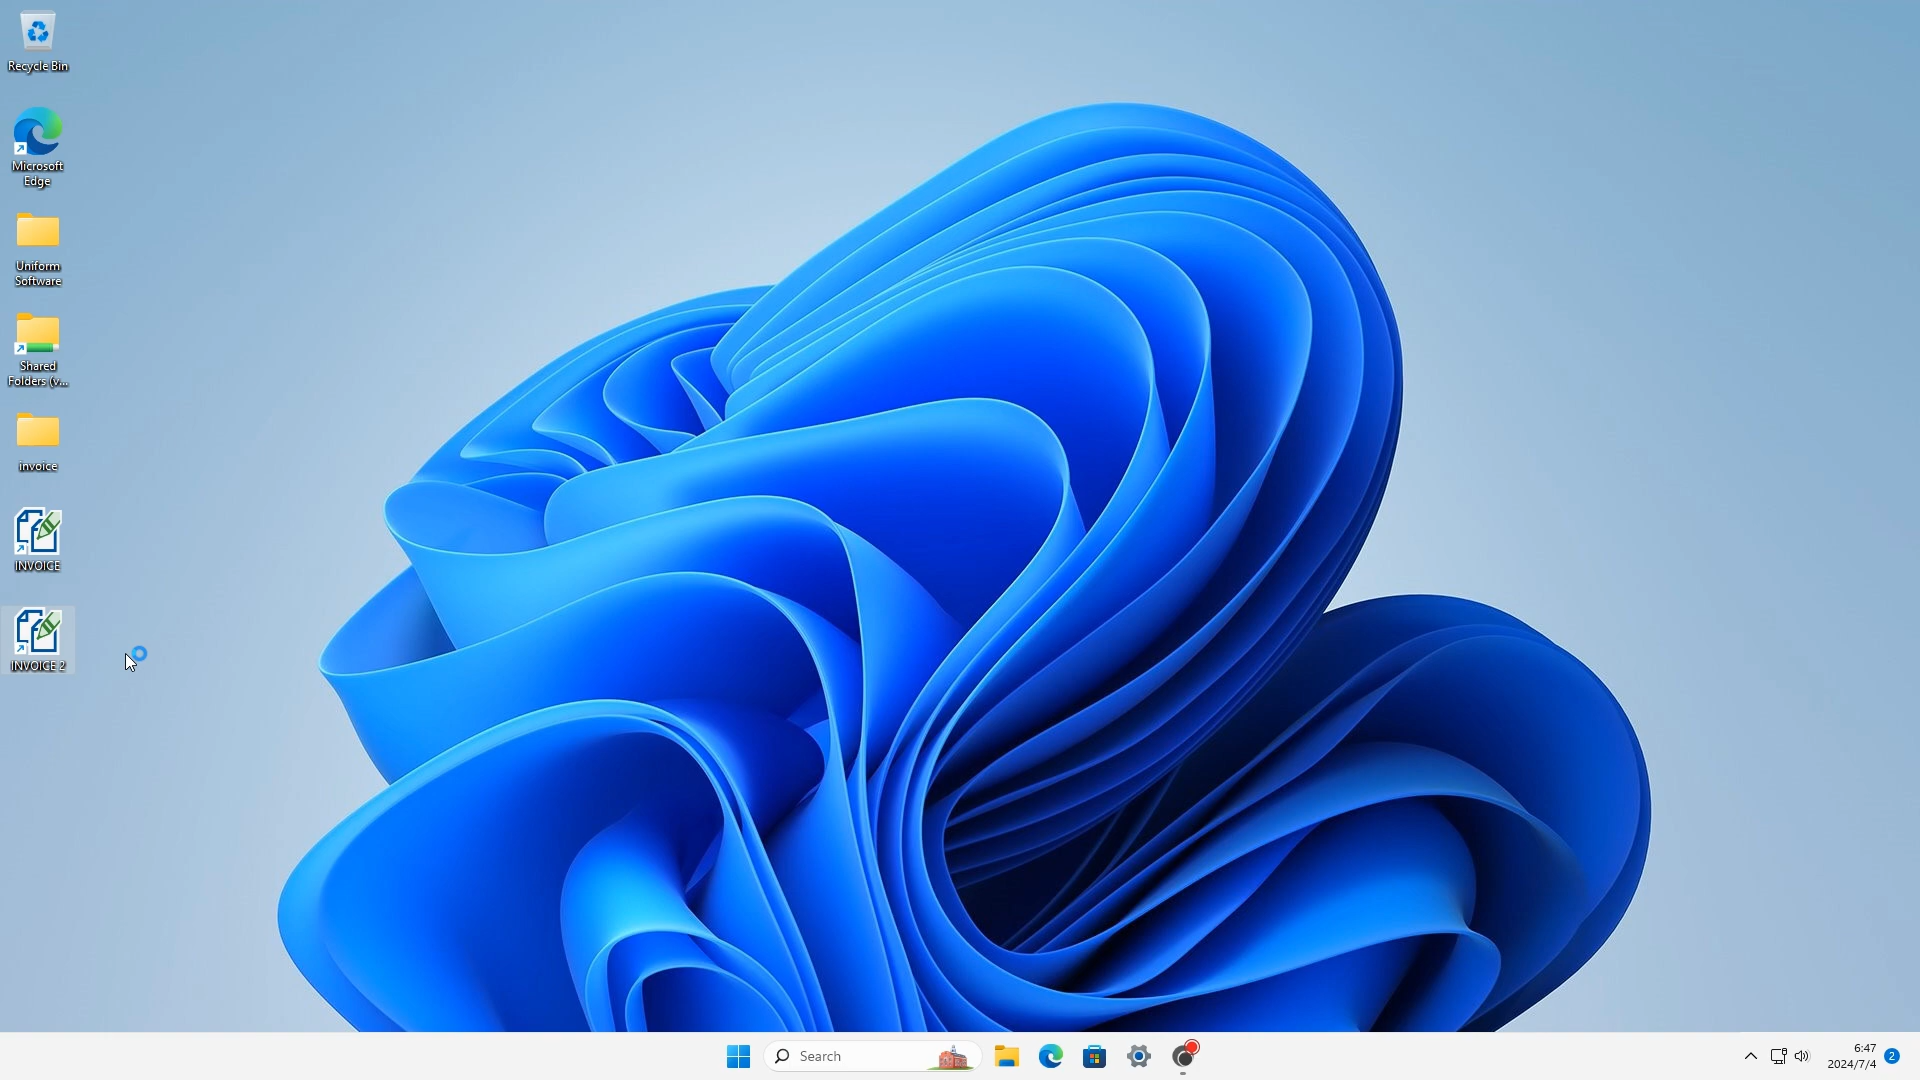 Recycle Bin
Microsoft
Edge
Uniform
Software
Shared
Folders (v...
invoice
INVOICE
INVOICE 2
Search
6:47
2024/7/4
2